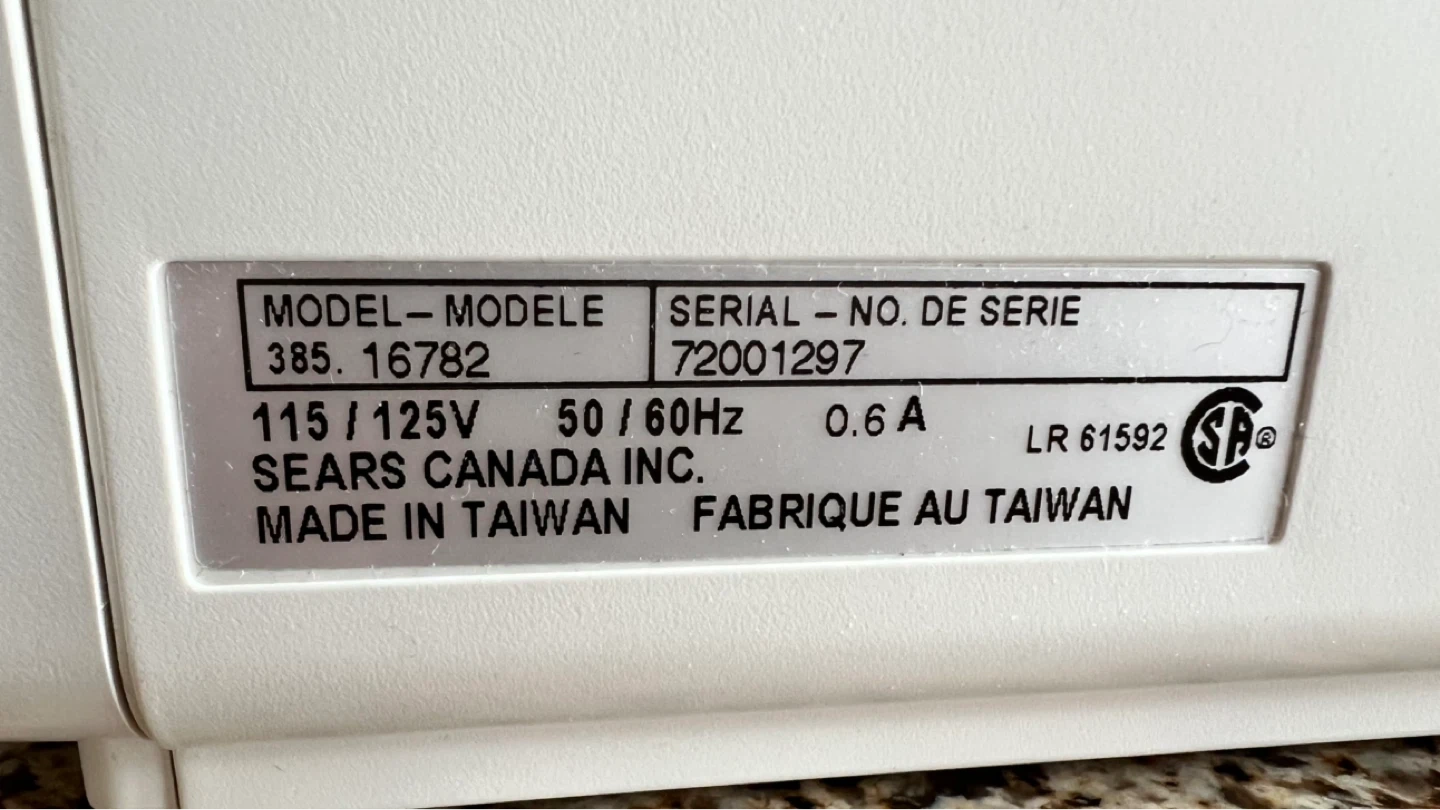 MODEL – MODELE
385. 16782
SERIAL – NO. DE SERIE
72001297
115 / 125V 50 / 60Hz 0.6 A
LR 61592 SA ®
SEARS CANADA INC.
MADE IN TAIWAN FABRIQUE AU TAIWAN